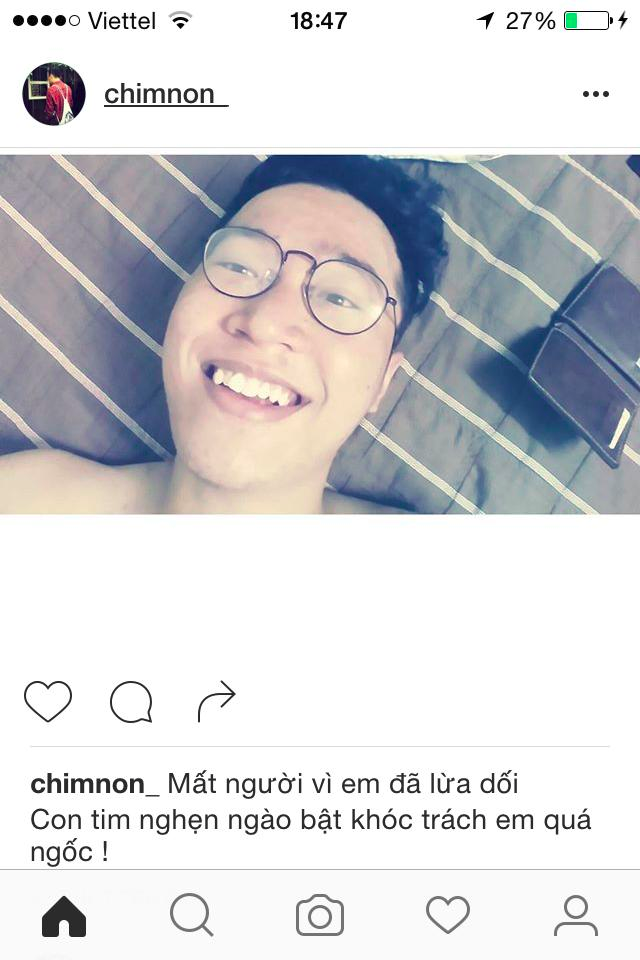 Viettel 18:47 27%
chimnon_
chimnon_ Mất người vì em đã lừa dối
Con tim nghẹn ngào bật khóc trách em quá
ngốc !